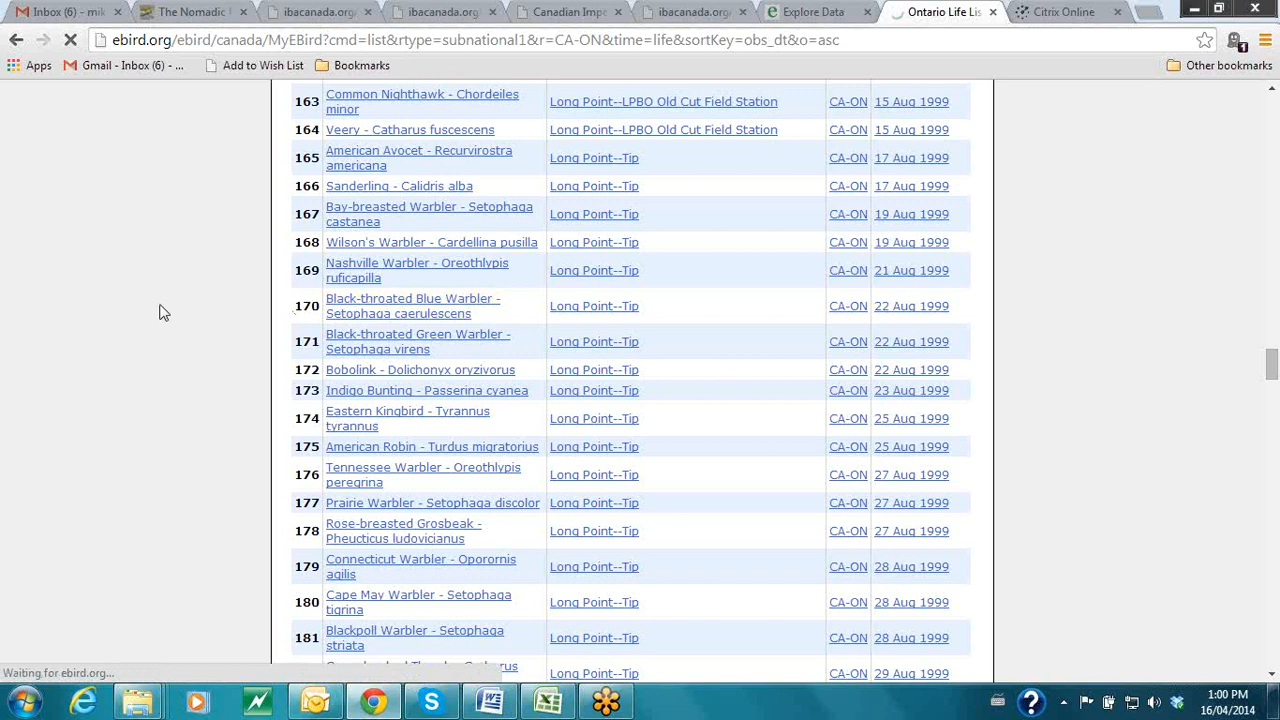 Inbox (6) – mik
The Nomadic
ibacanada.org
ibacanada.org
Canadian Impe
ibacanada.org
Explore Data
Ontario Life Lis
Citrix Online
ebird.org/ebird/canada/MyEBird?cmd=list&rtype=subnational1&r=CA-ON&time=life&sortKey=obs_dt&o=asc
1
Apps Gmail - Inbox (6) - ... Add to Wish List Bookmarks Other bookmarks
163 Common Nighthawk - Chordeiles Long Point--LPBO Old Cut Field Station CA-ON 15 Aug 1999
minor
164 Veery - Catharus fuscescens Long Point--LPBO Old Cut Field Station CA-ON 15 Aug 1999
165 American Avocet - Recurvirostra Long Point--Tip CA-ON 17 Aug 1999
americana
166 Sanderling - Calidris alba Long Point--Tip CA-ON 17 Aug 1999
167 Bay-breasted Warbler - Setophaga Long Point--Tip CA-ON 19 Aug 1999
castanea
168 Wilson's Warbler - Cardellina pusilla Long Point--Tip CA-ON 19 Aug 1999
169 Nashville Warbler - Oreothlypis Long Point--Tip CA-ON 21 Aug 1999
ruficapilla
170 Black-throated Blue Warbler - Long Point--Tip CA-ON 22 Aug 1999
Setophaga caerulescens
171 Black-throated Green Warbler - Long Point--Tip CA-ON 22 Aug 1999
Setophaga virens
172 Bobolink - Dolichonyx oryzivorus Long Point--Tip CA-ON 22 Aug 1999
173 Indigo Bunting - Passerina cyanea Long Point--Tip CA-ON 23 Aug 1999
174 Eastern Kingbird - Tyrannus Long Point--Tip CA-ON 25 Aug 1999
tyrannus
175 American Robin - Turdus migratorius Long Point--Tip CA-ON 25 Aug 1999
176 Tennessee Warbler - Oreothlypis Long Point--Tip CA-ON 27 Aug 1999
peregrina
177 Prairie Warbler - Setophaga discolor Long Point--Tip CA-ON 27 Aug 1999
178 Rose-breasted Grosbeak - Long Point--Tip CA-ON 27 Aug 1999
Pheucticus ludovicianus
179 Connecticut Warbler - Oporornis Long Point--Tip CA-ON 28 Aug 1999
agilis
180 Cape May Warbler - Setophaga Long Point--Tip CA-ON 28 Aug 1999
tigrina
181 Blackpoll Warbler - Setophaga Long Point--Tip CA-ON 28 Aug 1999
striata
Long Point--Tip CA-ON 29 Aug 1999
Waiting for ebird.org...
1:00 PM
16/04/2014